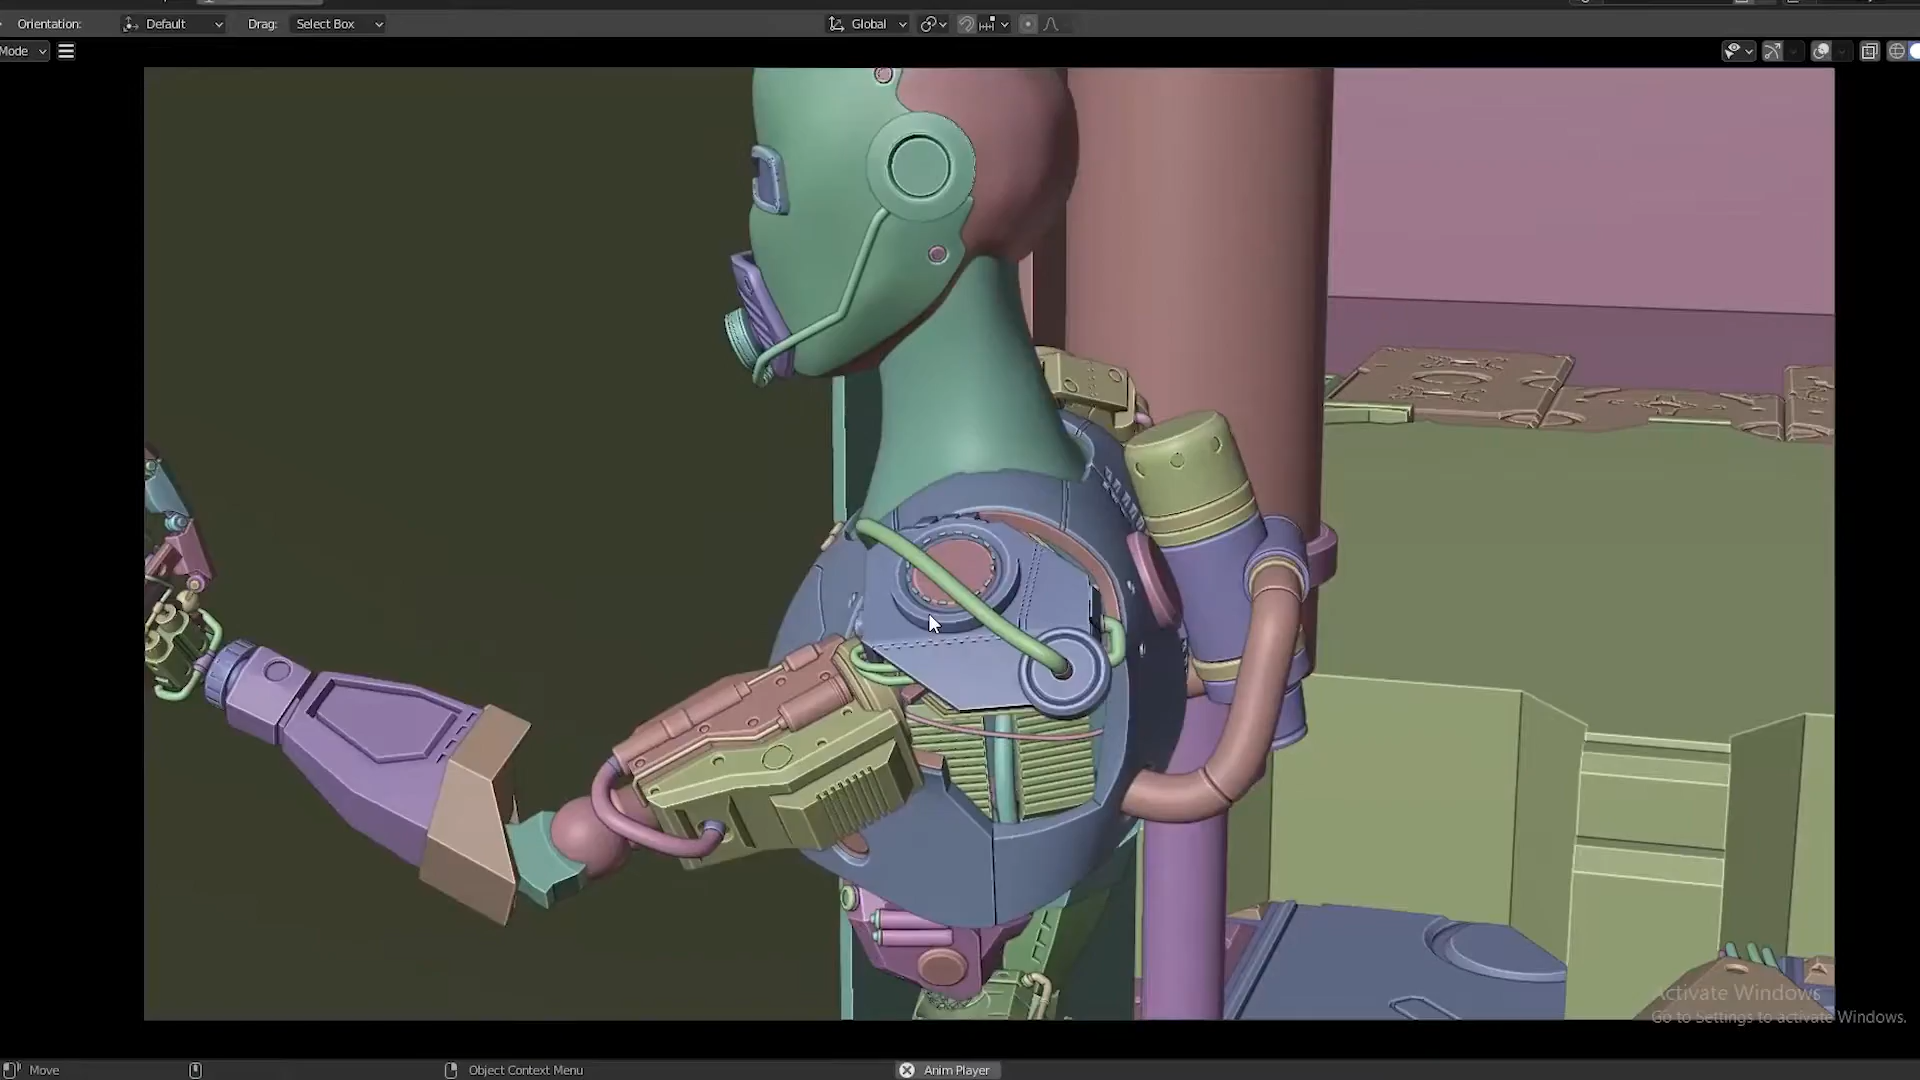 Orientation: Default Drag: Select Box Global
Mode
Activate Windows
Go to Settings to activate Windows.
Move Object Context Menu Anim Player